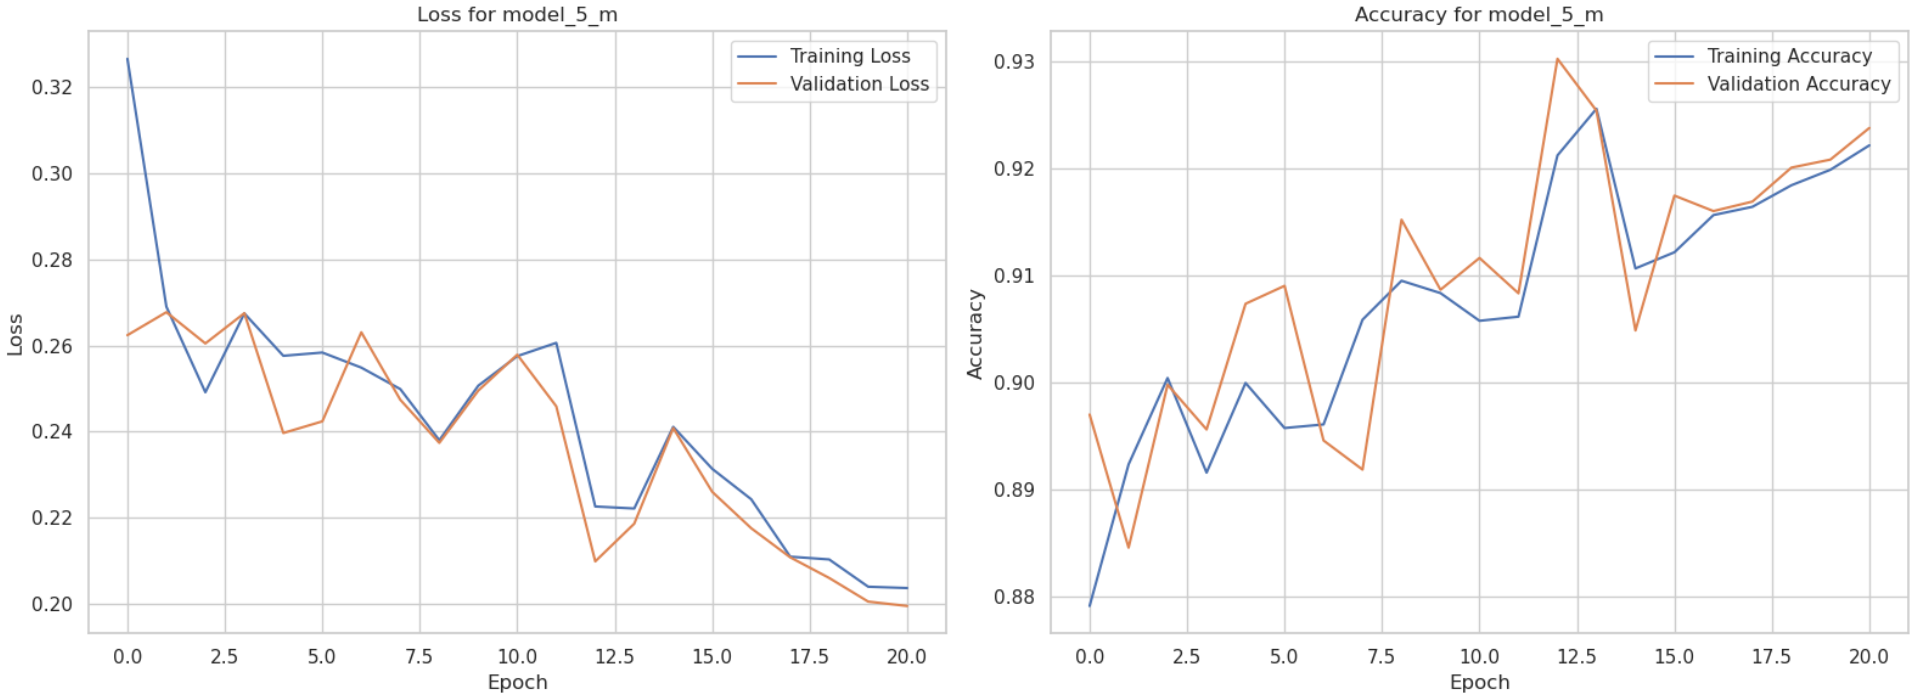 Loss for model_5_m
Training Loss
Validation Loss
0.32
0.30
0.28
0.26
0.24
0.22
0.20
Loss
0.0 2.5 5.0 7.5 10.0 12.5 15.0 17.5 20.0
Epoch
Accuracy for model_5_m
Training Accuracy
Validation Accuracy
0.93
0.92
0.91
0.90
0.89
0.88
Accuracy
0.0 2.5 5.0 7.5 10.0 12.5 15.0 17.5 20.0
Epoch